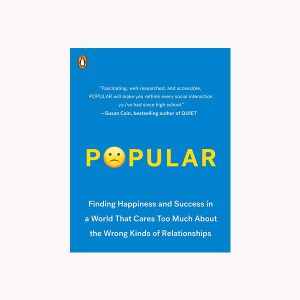 "Fascinating, well-researched, and accessible.
POPULAR will make you rethink every social interaction
you've had since high school."
—Susan Cain, bestselling author of QUIET
POPULAR
Finding Happiness and Success in
a World That Cares Too Much About
the Wrong Kinds of Relationships